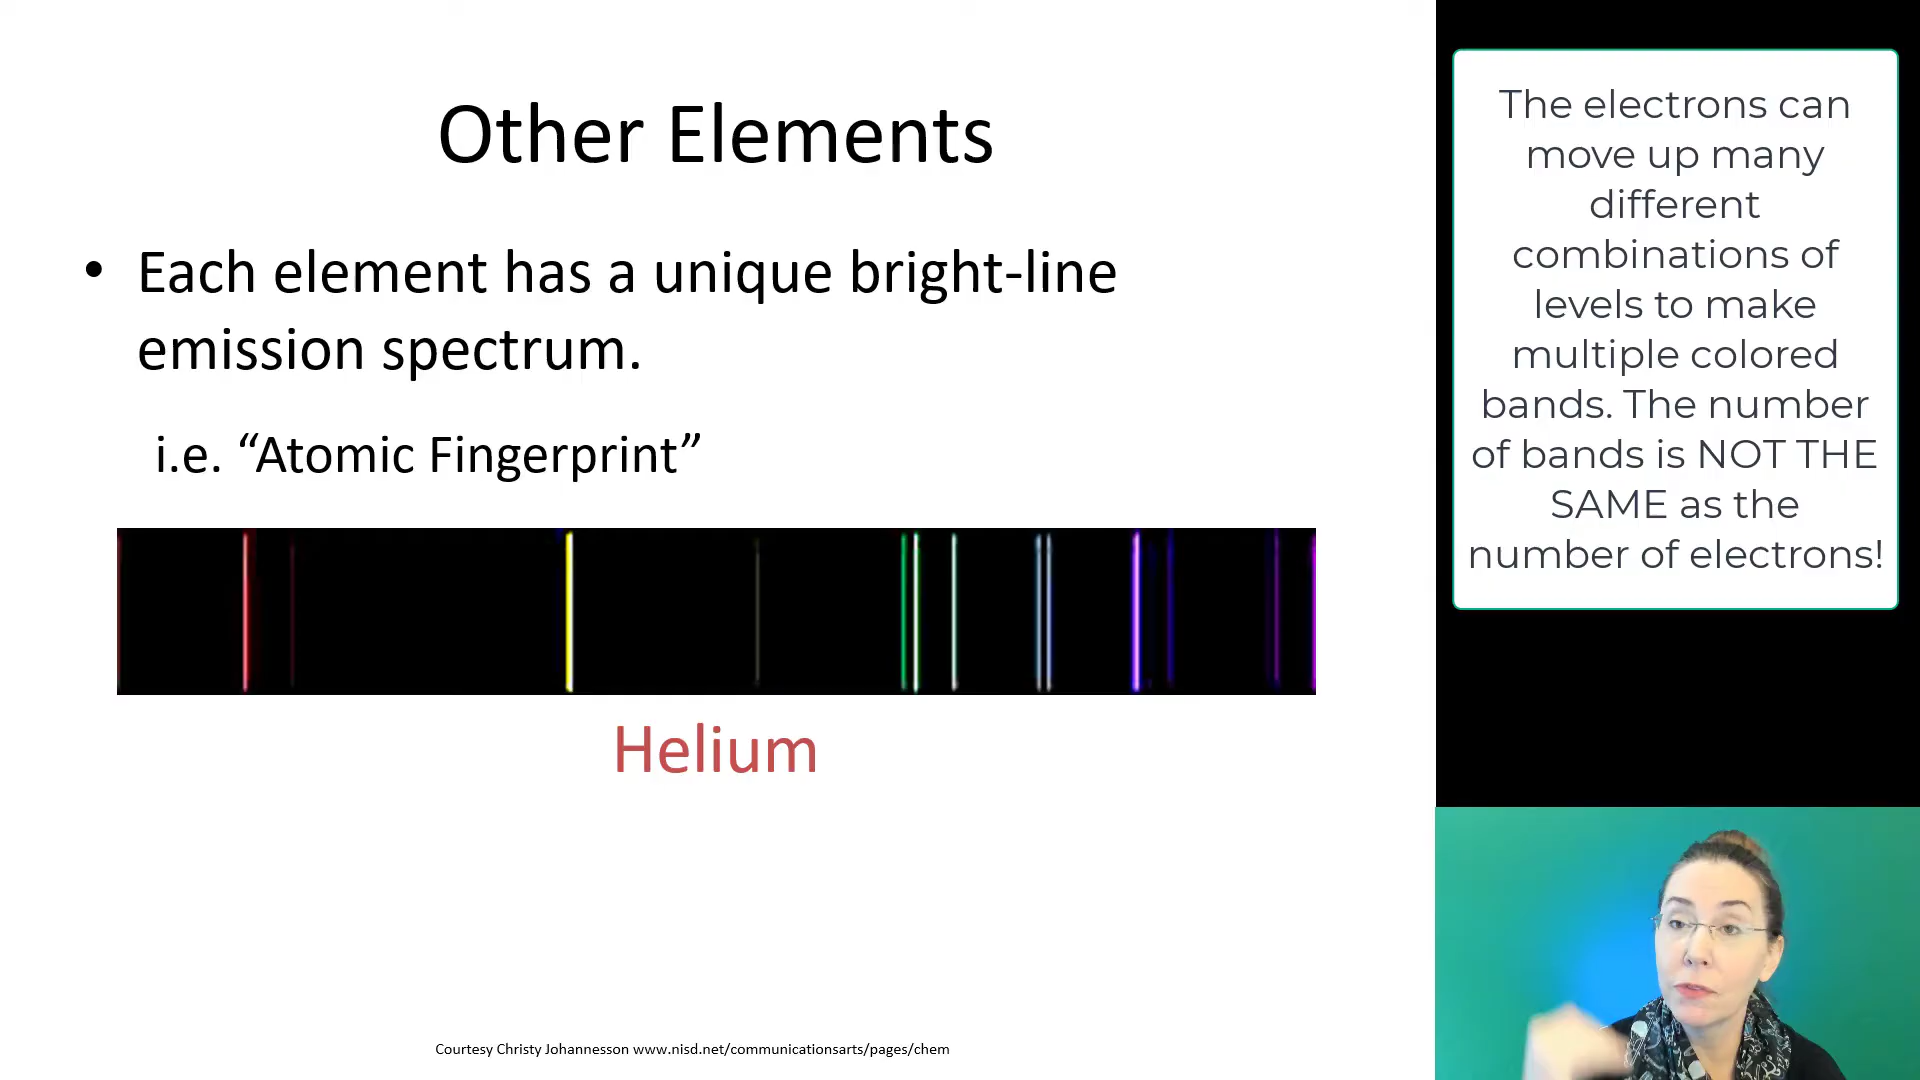 Other Elements
• Each element has a unique bright-line
emission spectrum.
i.e. “Atomic Fingerprint”
Helium
Courtesy Christy Johannesson www.nisd.net/communicationsarts/pages/chem
The electrons can
move up many
different
combinations of
levels to make
multiple colored
bands. The number
of bands is NOT THE
SAME as the
number of electrons!